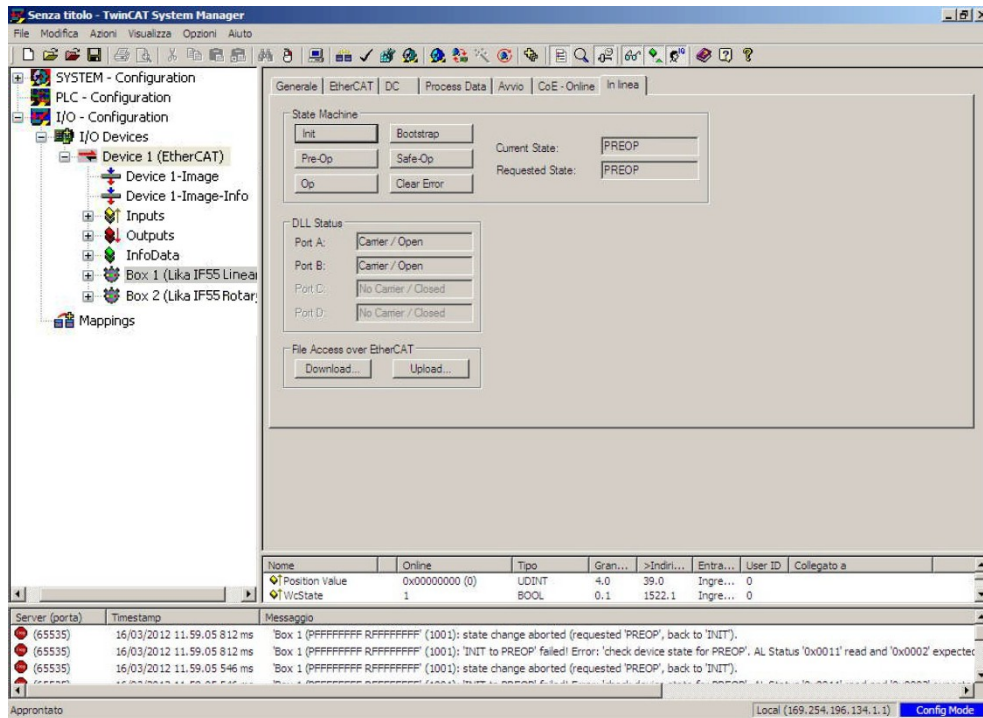 Senza titolo - TwinCAT System Manager
File Modifica Azioni Visualizza Opzioni Aiuto
SYSTEM - Configuration
PLC - Configuration
I/O - Configuration
I/O Devices
Device 1 (EtherCAT)
Device 1-Image
Device 1-Image-Info
Inputs
Outputs
InfoData
Box 1 (Lika IF55 Linear
Box 2 (Lika IF55 Rotary
Mappings
Generale EtherCAT DC Process Data Avvio CoE - Online In linea
State Machine
Init Bootstrap
Pre-Op Safe-Op
Op Clear Error
Current State: PREOP
Requested State: PREOP
DLL Status
Port A: Carrier / Open
Port B: Carrier / Open
Port C: No Carrier / Closed
Port D: No Carrier / Closed
File Access over EtherCAT
Download... Upload...
Nome Online Tipo Gran... >Indiri... Entra... User ID Collegato a
Position Value 0x00000000 (0) UDINT 4.0 39.0 Ingre... 0
WcState 1 BOOL 0.1 1522.1 Ingre... 0
Server (porta) Timestamp Messaggio
(65535) 16/03/2012 11.59.05 812 ms 'Box 1 (PFFFFFFFF RFFFFFFFF' (1001): state change aborted (requested 'PREOP', back to 'INIT').
(65535) 16/03/2012 11.59.05 812 ms 'Box 1 (PFFFFFFFF RFFFFFFFF' (1001): 'INIT to PREOP' failed! Error: 'check device state for PREOP'. AL Status '0x0011' read and '0x0002' expected
(65535) 16/03/2012 11.59.05 546 ms 'Box 1 (PFFFFFFFF RFFFFFFFF' (1001): state change aborted (requested 'PREOP', back to 'INIT').
Approntato Local (169.254.196.134.1.1) Config Mode